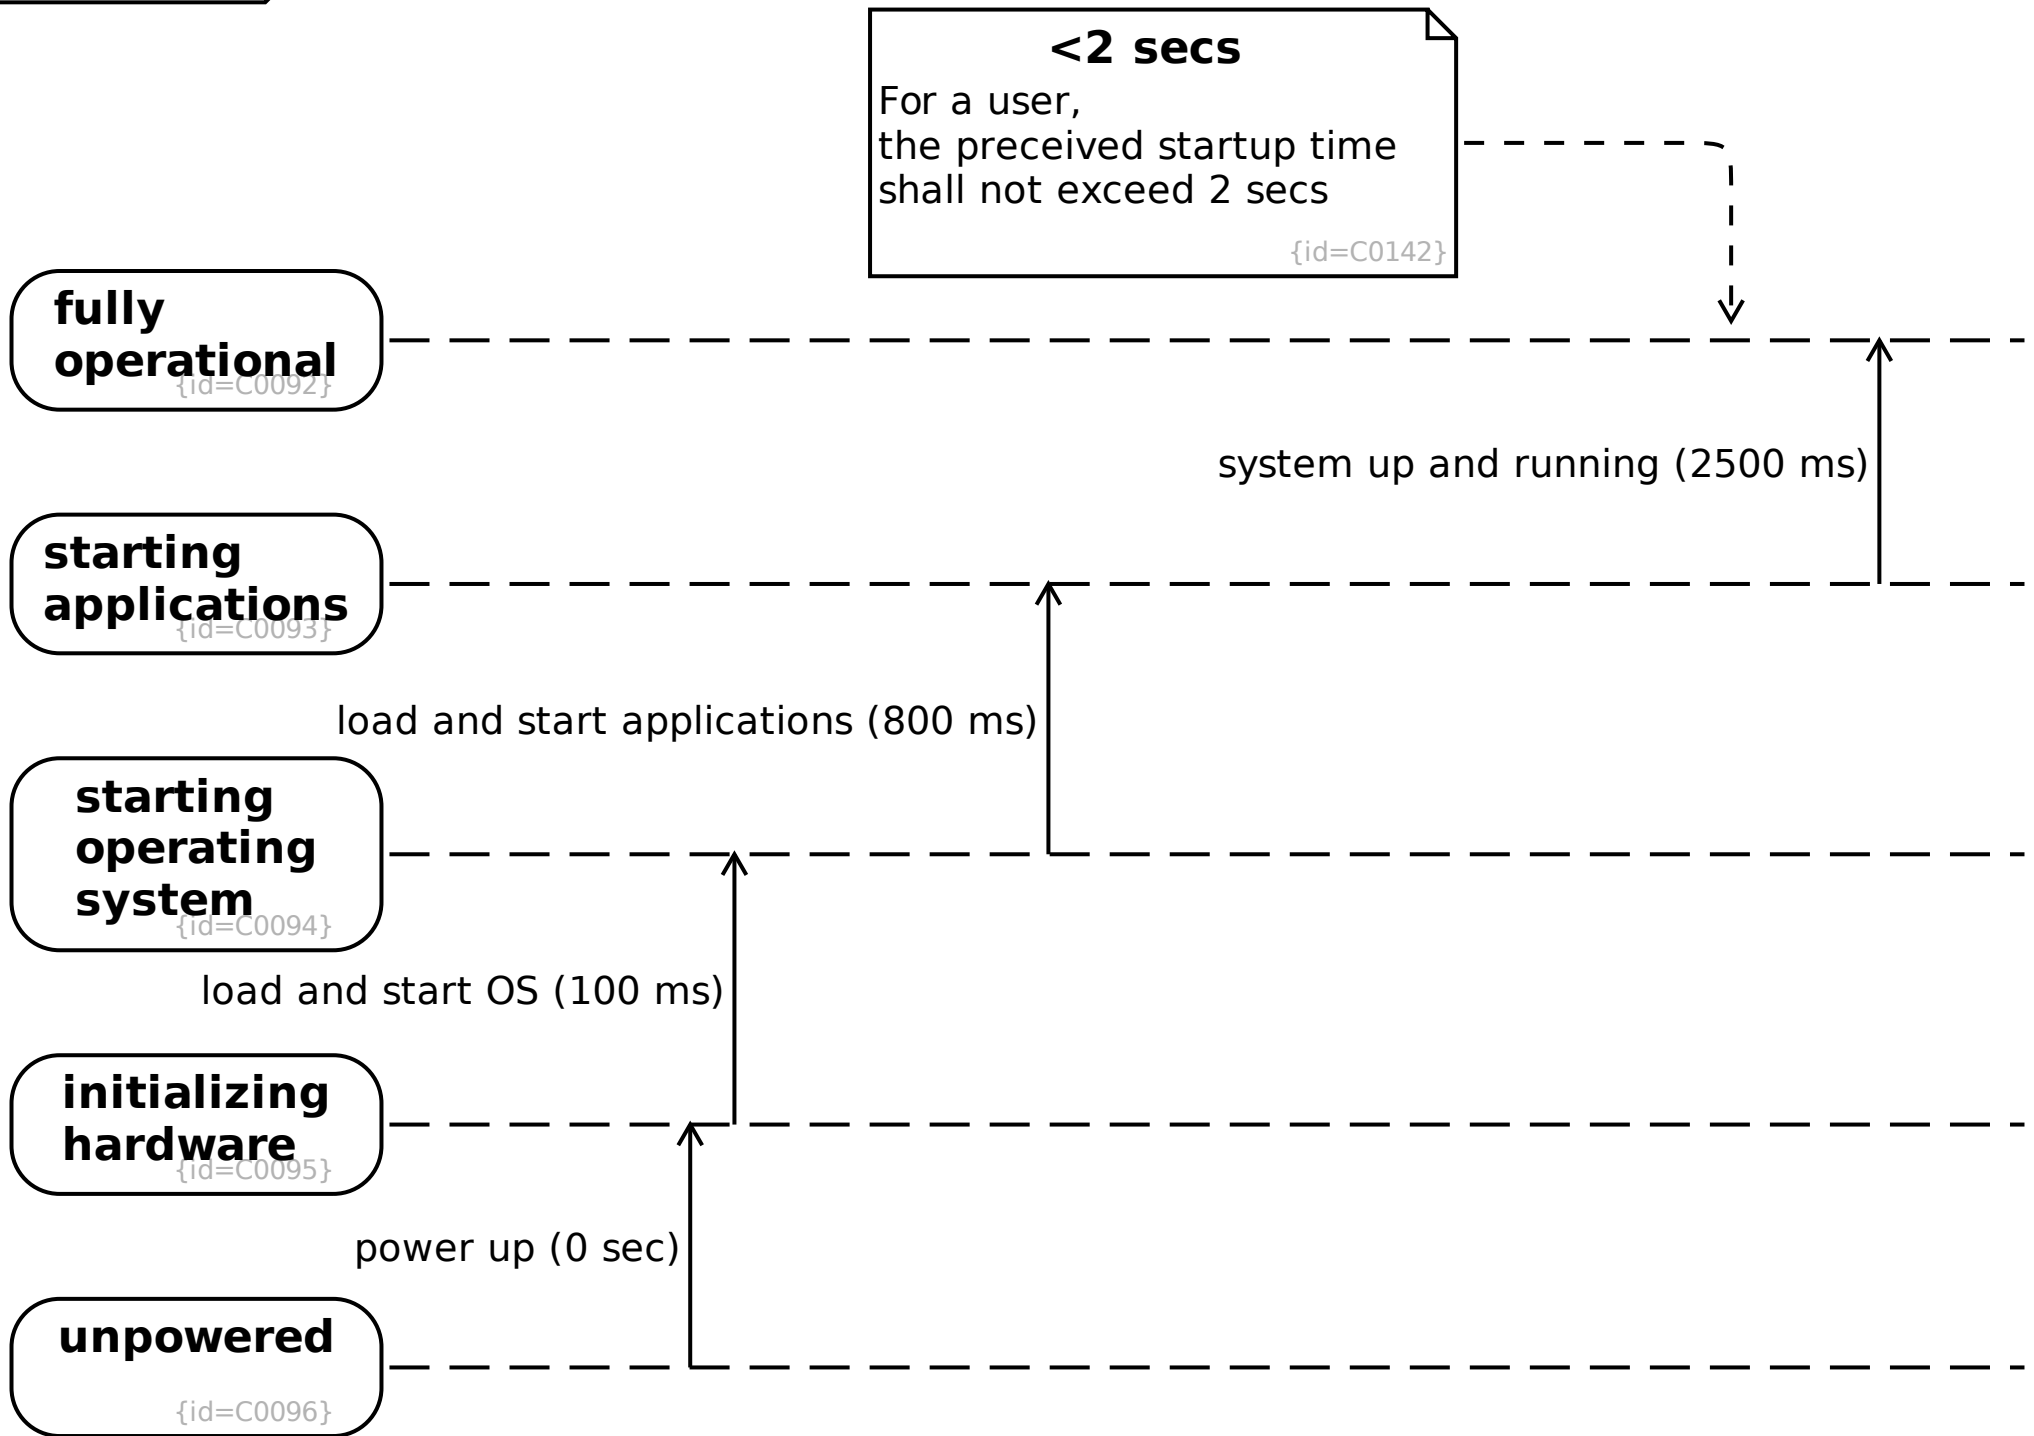 <2 secs
For a user,
the preceived startup time
shall not exceed 2 secs
{id=C0142}
fully
operational
{id=C0092}
system up and running (2500 ms)
starting
applications
{id=C0093}
load and start applications (800 ms)
starting
operating
system
{id=C0094}
load and start OS (100 ms)
initializing
hardware
{id=C0095}
power up (0 sec)
unpowered
{id=C0096}